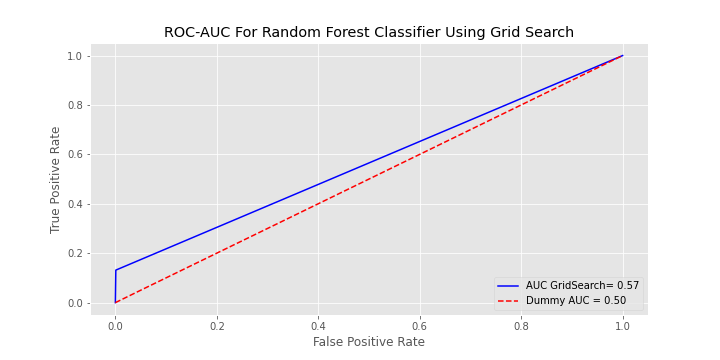 ROC-AUC For Random Forest Classifier Using Grid Search
1.0
0.8
0.6
0.4
0.2
0.0
True Positive Rate
AUC GridSearch= 0.57
Dummy AUC = 0.50
0.0 0.2 0.4 0.6 0.8 1.0
False Positive Rate